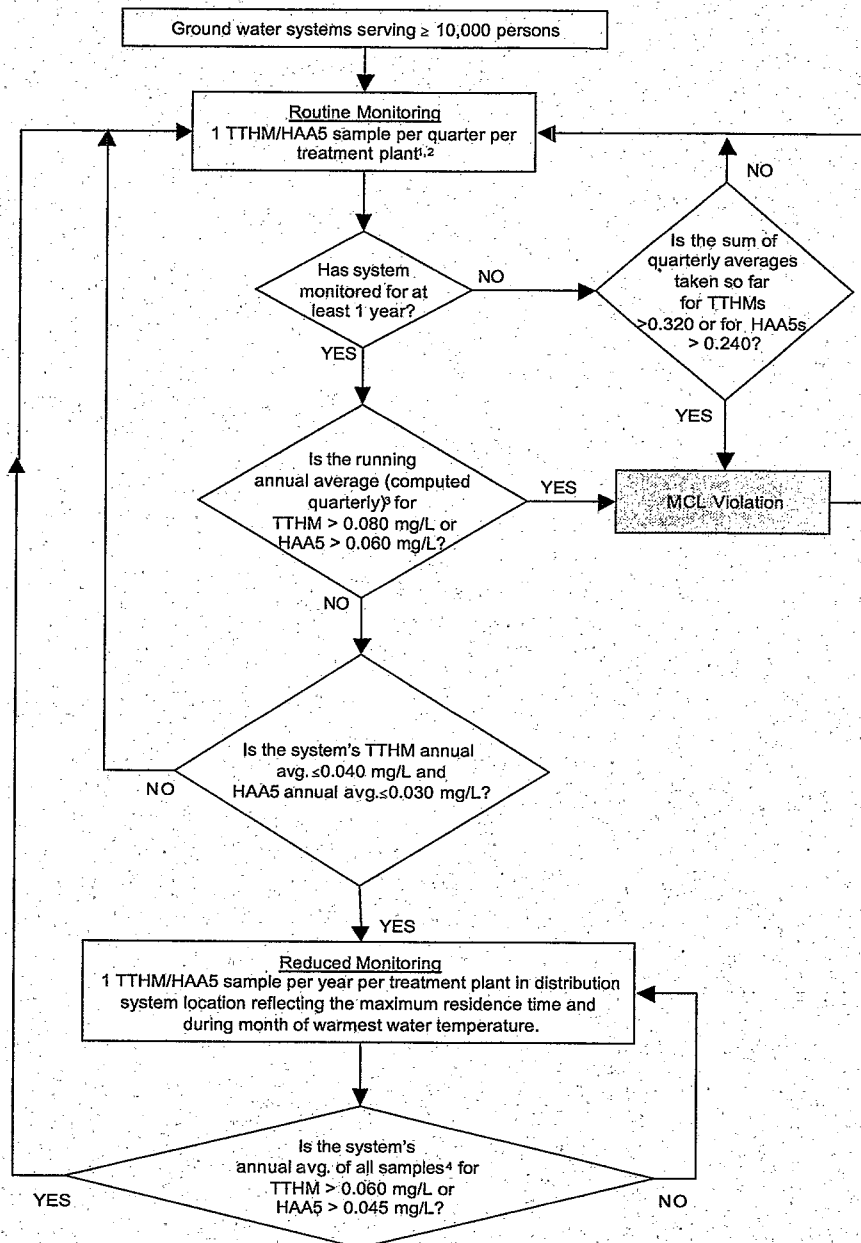 Ground water systems serving ≥ 10,000 persons
Routine Monitoring
1 TTHM/HAA5 sample per quarter per
treatment plant¹,²
Has system
monitored for at
least 1 year?
NO
YES
Is the sum of
quarterly averages
taken so far
for TTHMs
>0.320 or for HAA5s
> 0.240?
NO
YES
Is the running
annual average (computed
quarterly)³ for
TTHM > 0.080 mg/L or
HAA5 > 0.060 mg/L?
YES
MCL Violation
NO
Is the system's TTHM annual
avg. ≤0.040 mg/L and
HAA5 annual avg.≤0.030 mg/L?
NO
YES
Reduced Monitoring
1 TTHM/HAA5 sample per year per treatment plant in distribution
system location reflecting the maximum residence time and
during month of warmest water temperature.
Is the system's
annual avg. of all samples⁴ for
TTHM > 0.060 mg/L or
HAA5 > 0.045 mg/L?
YES
NO